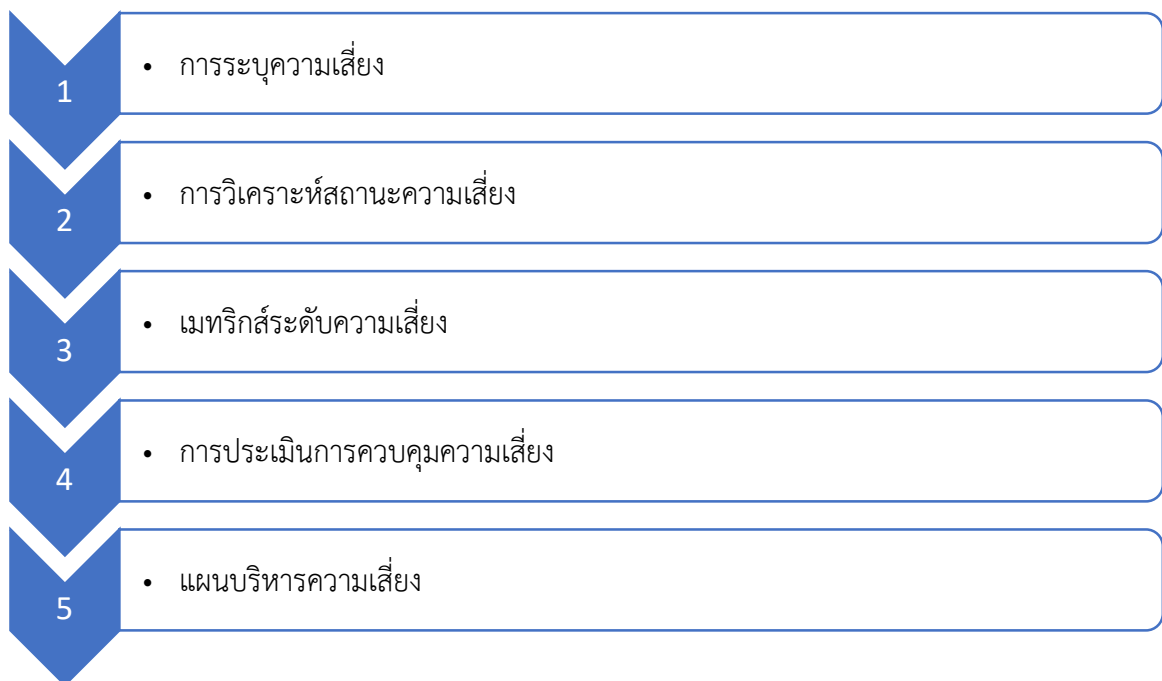 1
• การระบุความเสี่ยง
2
• การวิเคราะห์สถานะความเสี่ยง
3
• เมทริกส์ระดับความเสี่ยง
4
• การประเมินการควบคุมความเสี่ยง
5
• แผนบริหารความเสี่ยง